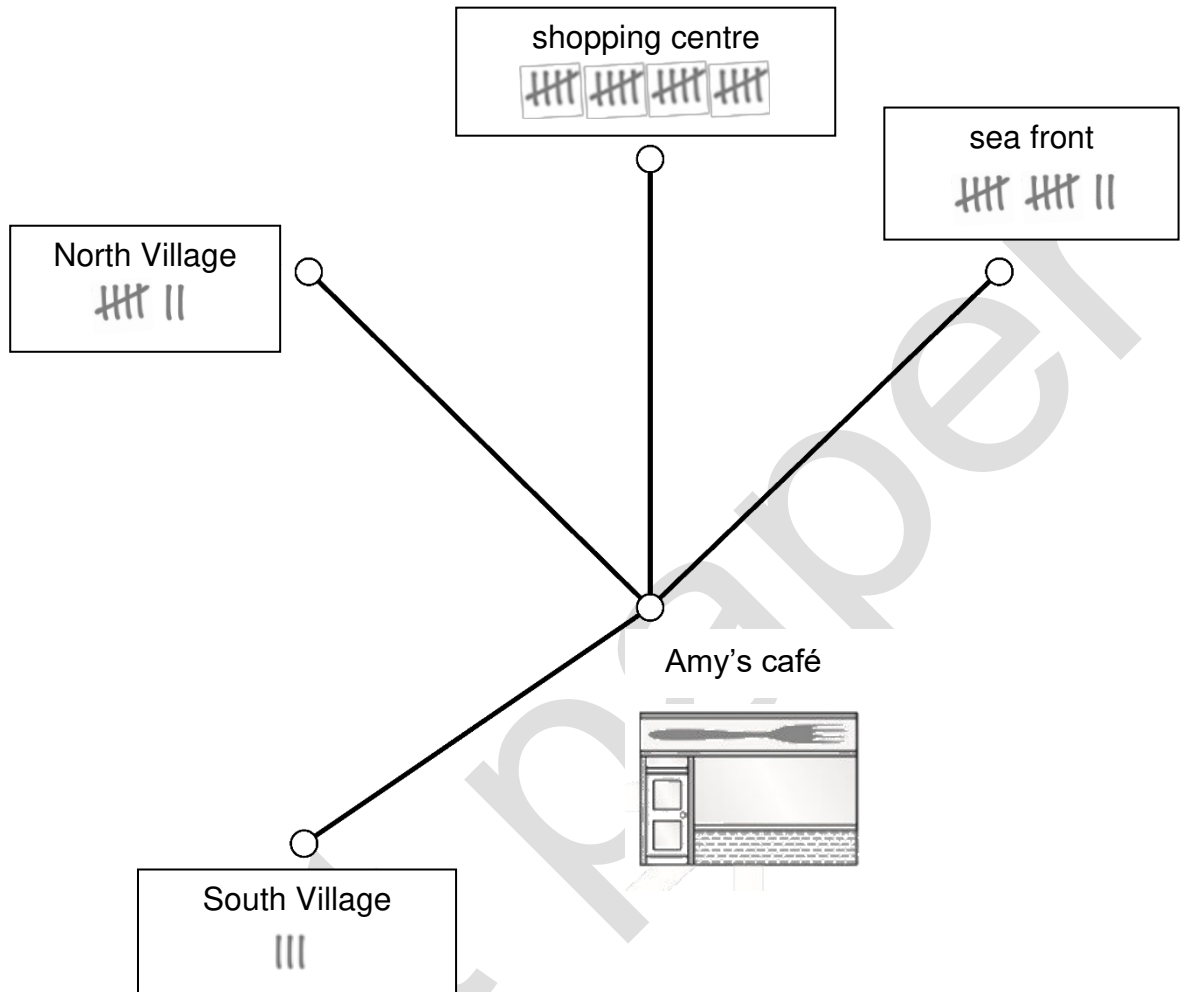 shopping centre
sea front
North Village
Amy’s café
South Village